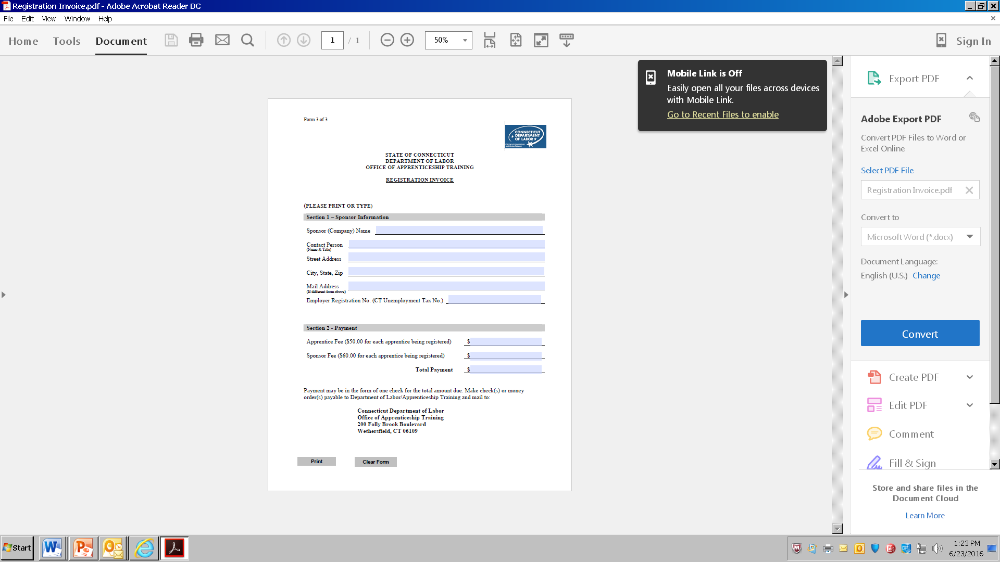 Registration Invoice.pdf - Adobe Acrobat Reader DC
File Edit View Window Help
Home Tools Document 1 / 1 50% Sign In
Mobile Link is Off
Easily open all your files across devices
with Mobile Link.
Go to Recent Files to enable
Form 3 of 3
CONNECTICUT
DEPARTMENT
OF LABOR
STATE OF CONNECTICUT
DEPARTMENT OF LABOR
OFFICE OF APPRENTICESHIP TRAINING
REGISTRATION INVOICE
(PLEASE PRINT OR TYPE)
Section 1 – Sponsor Information
Sponsor (Company) Name
Contact Person
(Name & Title)
Street Address
City, State, Zip
Mail Address
(If different from above)
Employer Registration No. (CT Unemployment Tax No.)
Section 2 - Payment
Apprentice Fee ($50.00 for each apprentice being registered) $
Sponsor Fee ($60.00 for each apprentice being registered) $
Total Payment $
Payment may be in the form of one check for the total amount due. Make check(s) or money
order(s) payable to Department of Labor/Apprenticeship Training and mail to:
Connecticut Department of Labor
Office of Apprenticeship Training
200 Folly Brook Boulevard
Wethersfield, CT 06109
Print Clear Form
Export PDF
Adobe Export PDF
Convert PDF Files to Word or
Excel Online
Select PDF File
Registration Invoice.pdf
Convert to
Microsoft Word (*.docx)
Document Language:
English (U.S.) Change
Convert
Create PDF
Edit PDF
Comment
Fill & Sign
Store and share files in the
Document Cloud
Learn More
Start
1:23 PM
6/23/2016